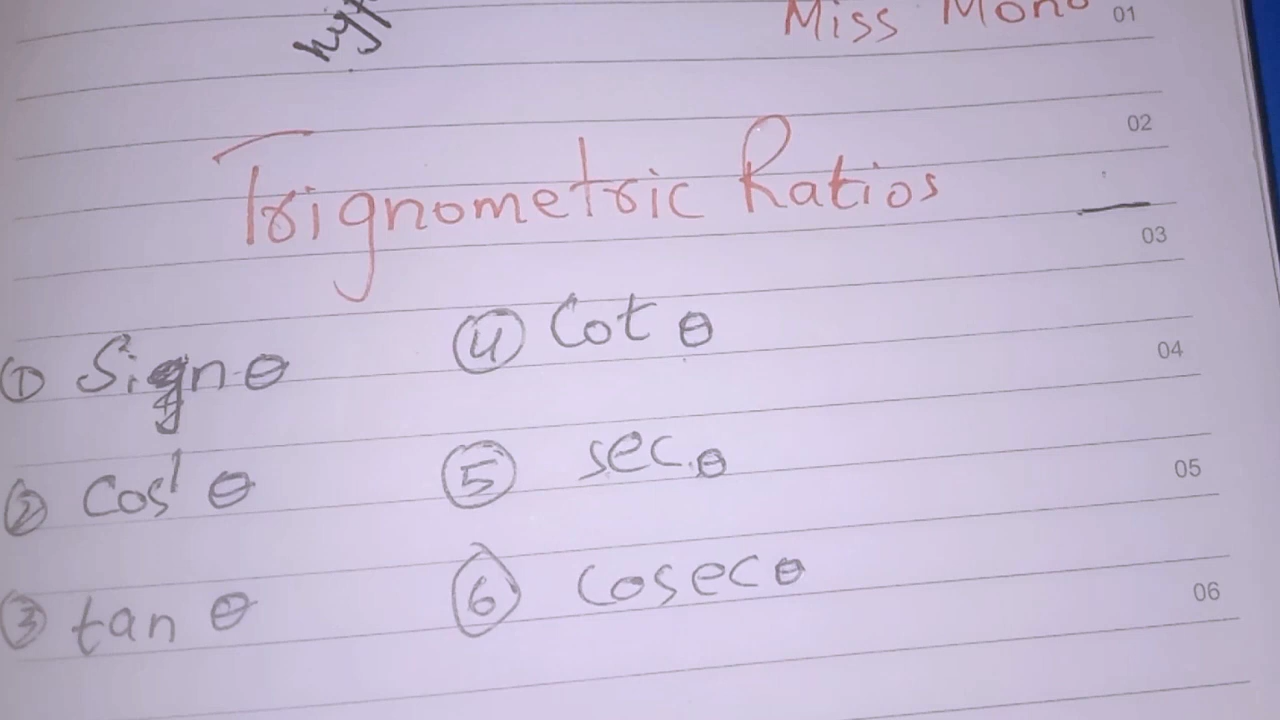 Miss
01
02
Trignometric Ratios
03
① Sign θ
④ Cot θ
04
② Cos θ
⑤ sec θ
05
③ tan θ
⑥ cosec θ
06